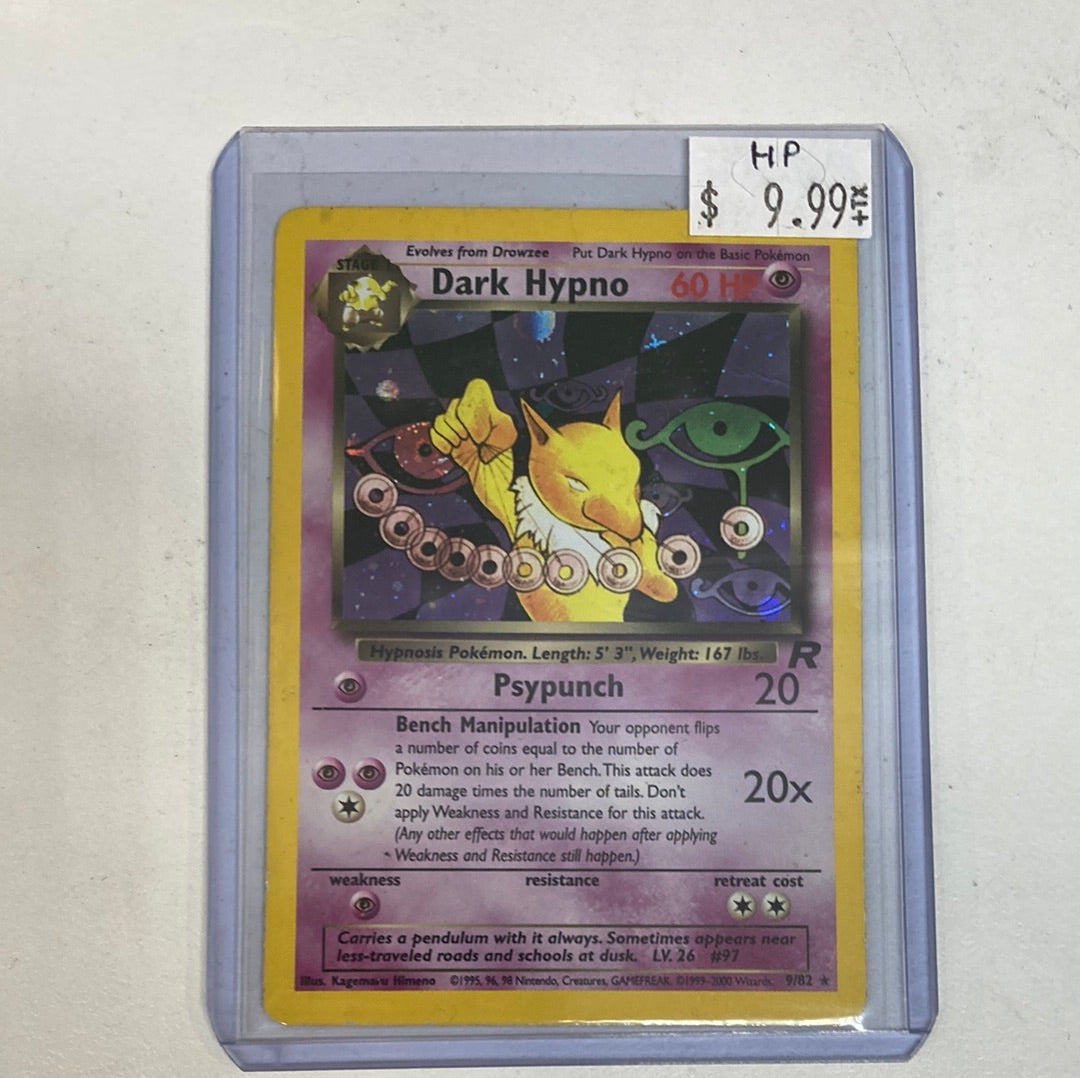 HP
$ 9.99 +TX
Evolves from Drowzee Put Dark Hypno on the Basic Pokémon
STAGE
Dark Hypno 60 HP
Hypnosis Pokémon. Length: 5' 3", Weight: 167 lbs.
R
Psypunch 20
Bench Manipulation Your opponent flips
a number of coins equal to the number of
Pokémon on his or her Bench. This attack does
20 damage times the number of tails. Don't
apply Weakness and Resistance for this attack.
(Any other effects that would happen after applying
Weakness and Resistance still happen.)
20x
weakness resistance retreat cost
Carries a pendulum with it always. Sometimes appears near
less-traveled roads and schools at dusk. LV. 26 #97
Illus. Kagemaru Himeno ©1995, 96, 98 Nintendo, Creatures, GAMEFREAK. ©1999-2000 Wizards. 9/82 ★